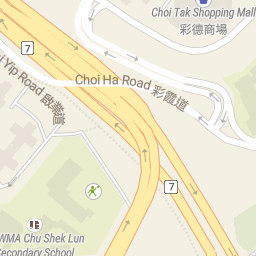 Choi Tak Shopping Mall
彩德商場
7
Choi Ha Road 彩霞道
Yip Road 啟業道
7
WMA Chu Shek Lun
Secondary School